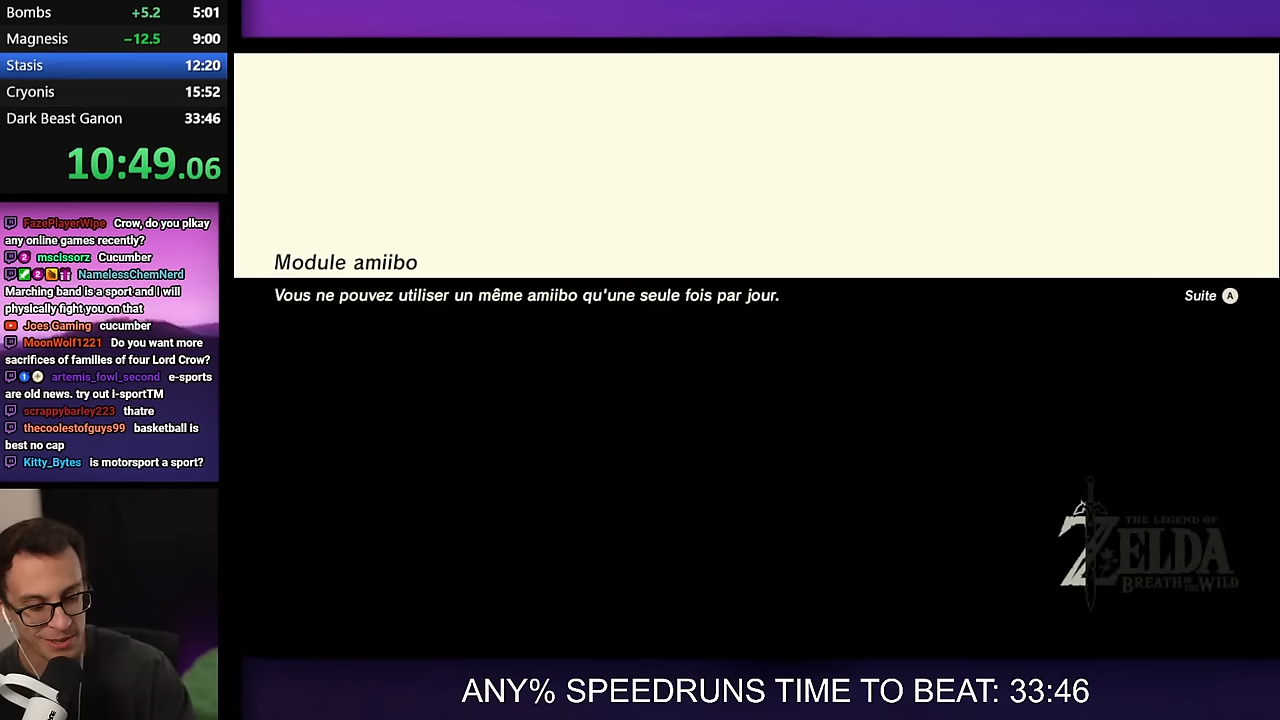 Bombs +5.2 5:01
Magnesis −12.5 9:00
Stasis 12:20
Cryonis 15:52
Dark Beast Ganon 33:46
10:49.06
FazePlayerWipe Crow, do you plkay
any online games recently?
2 mscissorz Cucumber
2 NamelessChemNerd
Marching band is a sport and I will
physically fight you on that
Joes Gaming cucumber
MoonWolf1221 Do you want more
sacrifices of families of four Lord Crow?
1 artemis_fowl_second e-sports
are old news. try out I-sportTM
scrappybarley223 thatre
thecoolestofguys99 basketball is
best no cap
Kitty_Bytes is motorsport a sport?
Module amiibo
Vous ne pouvez utiliser un même amiibo qu'une seule fois par jour.
Suite A
THE LEGEND OF
ZELDA
BREATH OF THE WILD
ANY% SPEEDRUNS TIME TO BEAT: 33:46